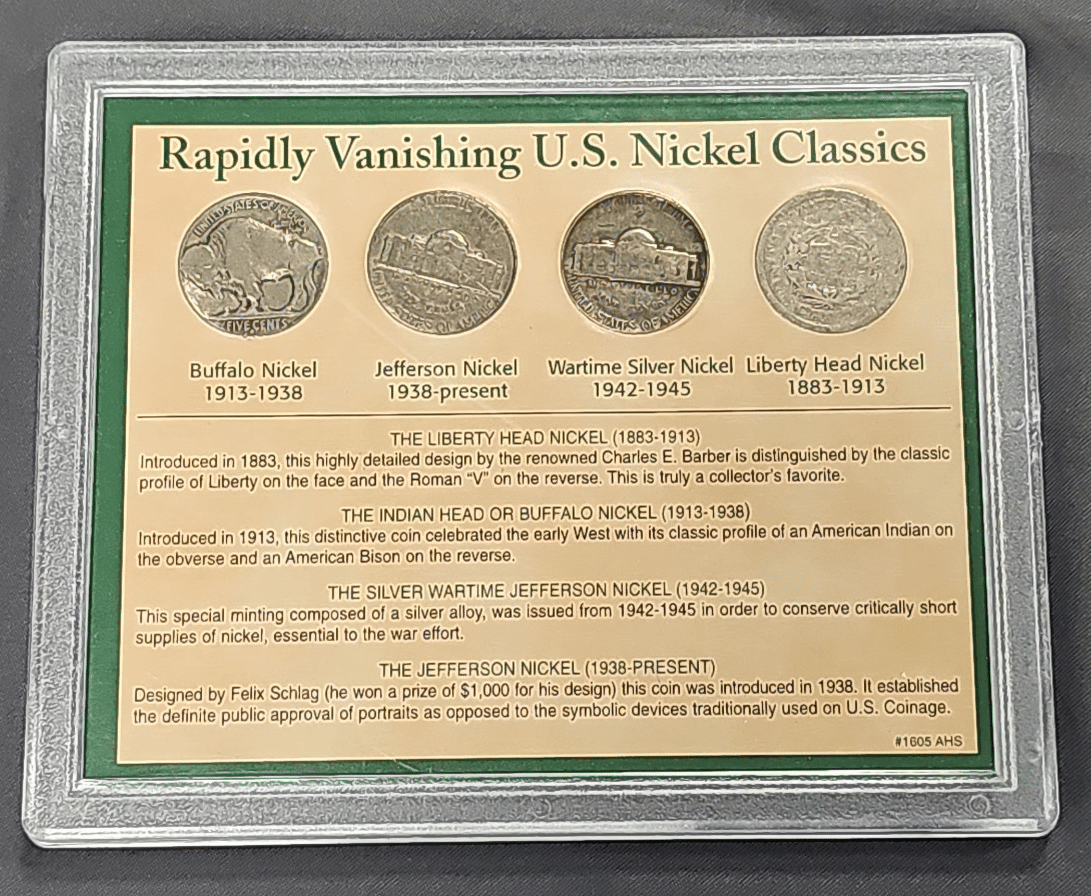 Rapidly Vanishing U.S. Nickel Classics
FIVE CENTS
Buffalo Nickel Jefferson Nickel Wartime Silver Nickel Liberty Head Nickel
1913-1938 1938-present 1942-1945 1883-1913
THE LIBERTY HEAD NICKEL (1883-1913)
Introduced in 1883, this highly detailed design by the renowned Charles E. Barber is distinguished by the classic
profile of Liberty on the face and the Roman “V” on the reverse. This is truly a collector's favorite.
THE INDIAN HEAD OR BUFFALO NICKEL (1913-1938)
Introduced in 1913, this distinctive coin celebrated the early West with its classic profile of an American Indian on
the obverse and an American Bison on the reverse.
THE SILVER WARTIME JEFFERSON NICKEL (1942-1945)
This special minting composed of a silver alloy, was issued from 1942-1945 in order to conserve critically short
supplies of nickel, essential to the war effort.
THE JEFFERSON NICKEL (1938-PRESENT)
Designed by Felix Schlag (he won a prize of $1,000 for his design) this coin was introduced in 1938. It established
the definite public approval of portraits as opposed to the symbolic devices traditionally used on U.S. Coinage.
#1605 AHS